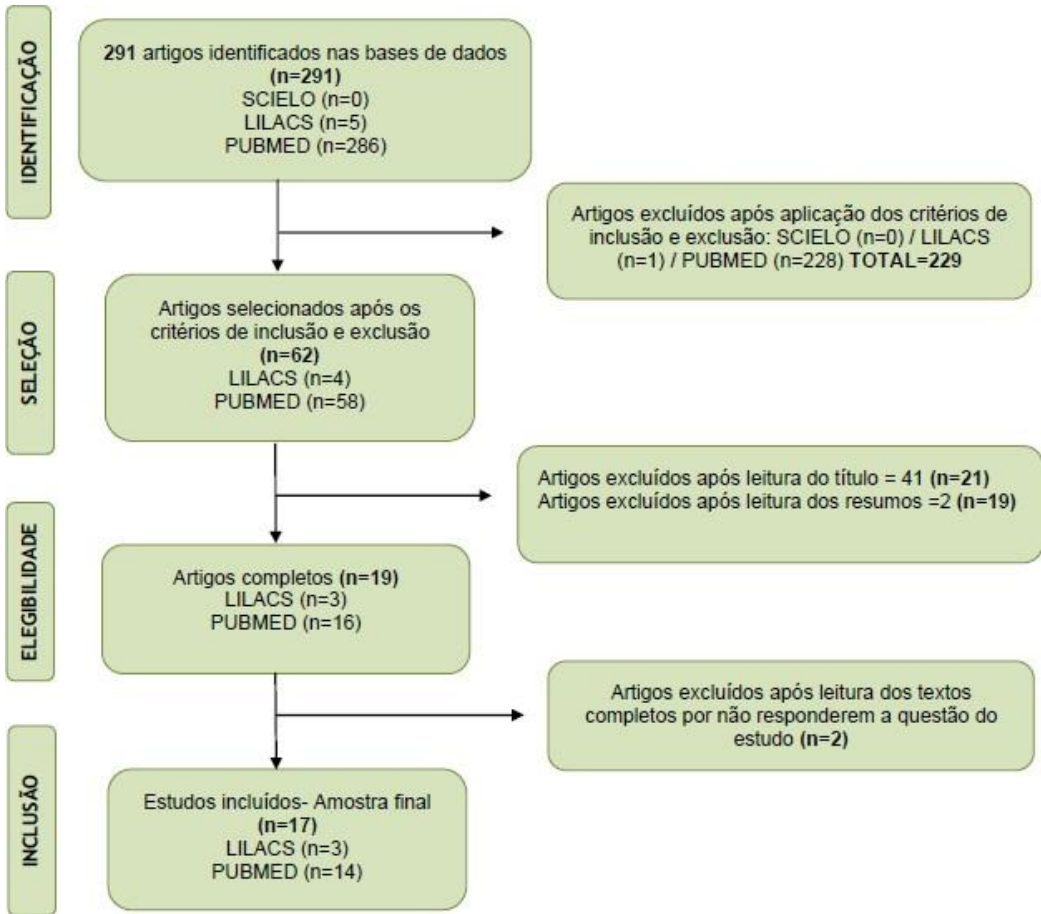 IDENTIFICAÇÃO
291 artigos identificados nas bases de dados
(n=291)
SCIELO (n=0)
LILACS (n=5)
PUBMED (n=286)
Artigos excluídos após aplicação dos critérios de
inclusão e exclusão: SCIELO (n=0) / LILACS
(n=1) / PUBMED (n=228) TOTAL=229
SELEÇÃO
Artigos selecionados após os
critérios de inclusão e exclusão
(n=62)
LILACS (n=4)
PUBMED (n=58)
Artigos excluídos após leitura do título = 41 (n=21)
Artigos excluídos após leitura dos resumos =2 (n=19)
ELEGIBILIDADE
Artigos completos (n=19)
LILACS (n=3)
PUBMED (n=16)
Artigos excluídos após leitura dos textos
completos por não responderem a questão do
estudo (n=2)
INCLUSÃO
Estudos incluídos- Amostra final
(n=17)
LILACS (n=3)
PUBMED (n=14)